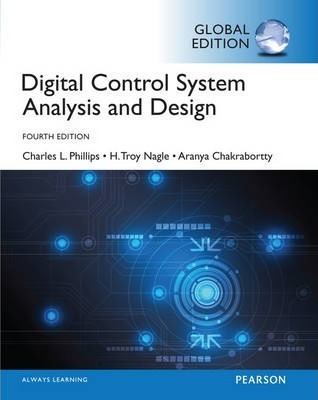 GLOBAL
EDITION
Digital Control System
Analysis and Design
FOURTH EDITION
Charles L. Phillips • H. Troy Nagle • Aranya Chakrabortty
ALWAYS LEARNING
PEARSON